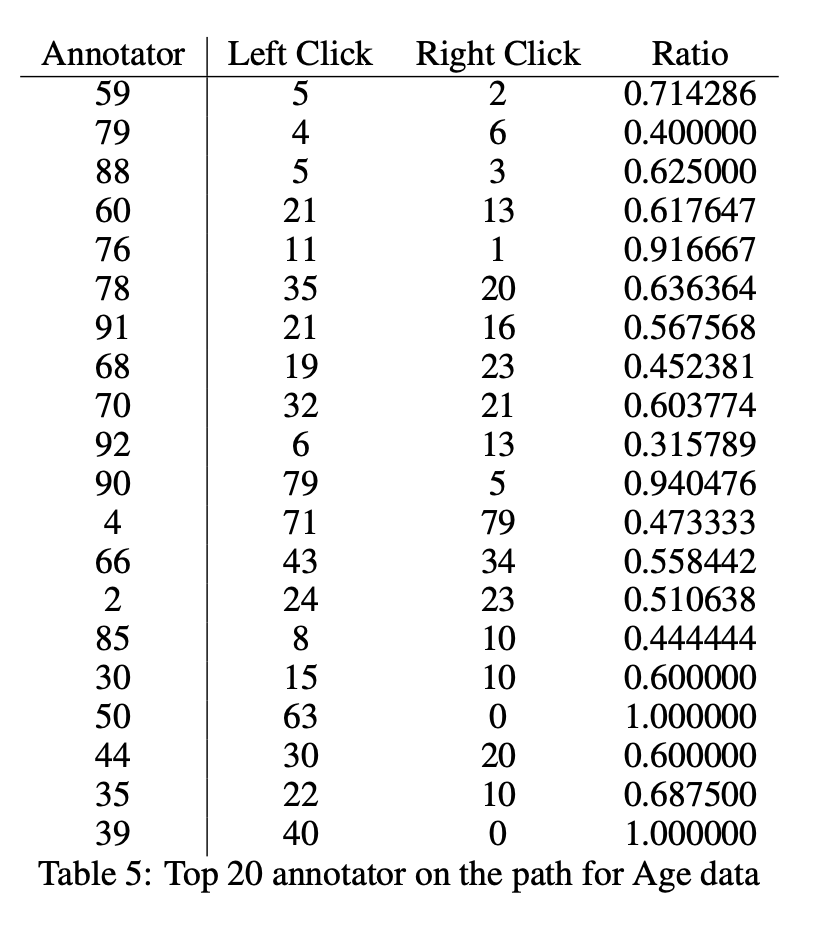 Annotator Left Click Right Click Ratio
59 5 2 0.714286
79 4 6 0.400000
88 5 3 0.625000
60 21 13 0.617647
76 11 1 0.916667
78 35 20 0.636364
91 21 16 0.567568
68 19 23 0.452381
70 32 21 0.603774
92 6 13 0.315789
90 79 5 0.940476
4 71 79 0.473333
66 43 34 0.558442
2 24 23 0.510638
85 8 10 0.444444
30 15 10 0.600000
50 63 0 1.000000
44 30 20 0.600000
35 22 10 0.687500
39 40 0 1.000000
Table 5: Top 20 annotator on the path for Age data